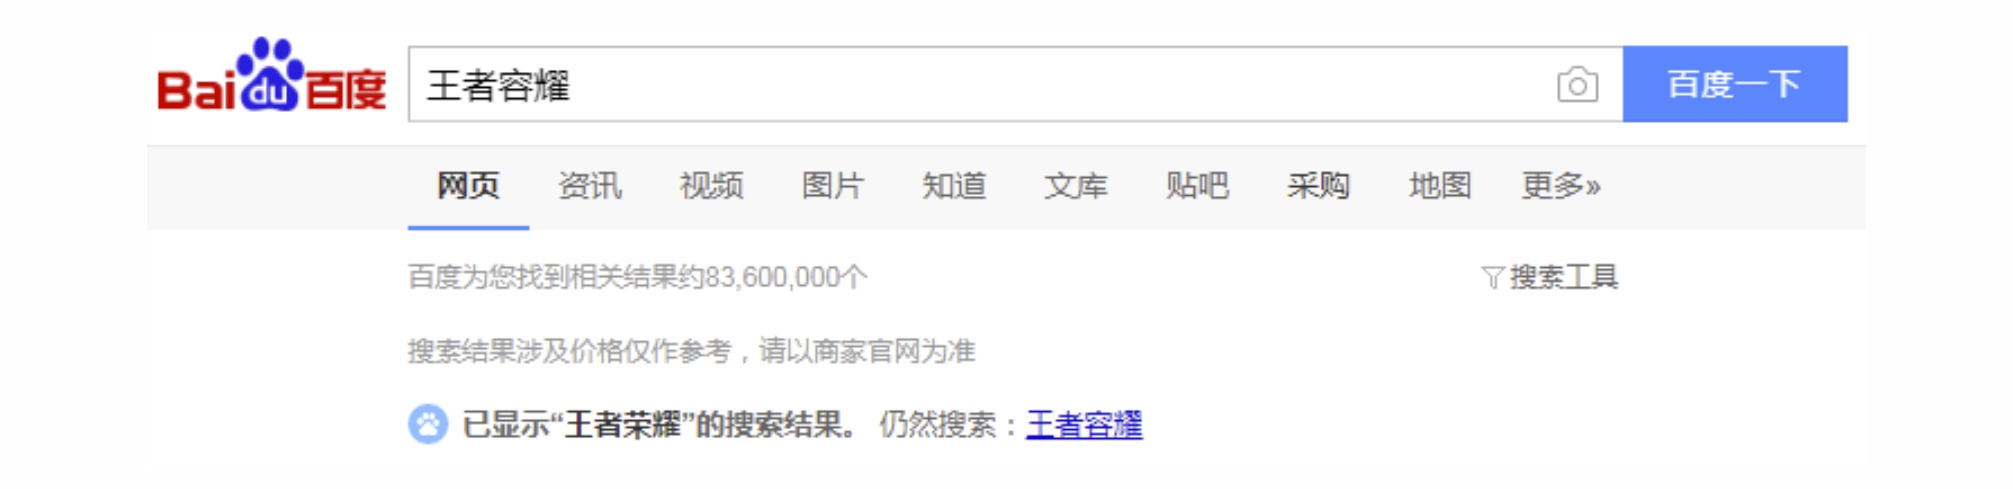 Bai du 百度 王者容耀 百度一下
网页 资讯 视频 图片 知道 文库 贴吧 采购 地图 更多»
百度为您找到相关结果约83,600,000个 搜索工具
搜索结果涉及价格仅作参考，请以商家官网为准
已显示“王者荣耀”的搜索结果。 仍然搜索：王者容耀